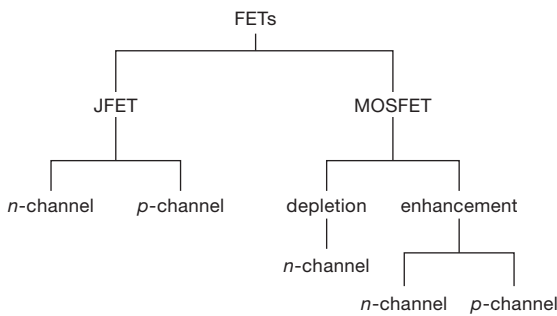 FETs
JFET MOSFET
n-channel p-channel depletion enhancement
n-channel
n-channel p-channel